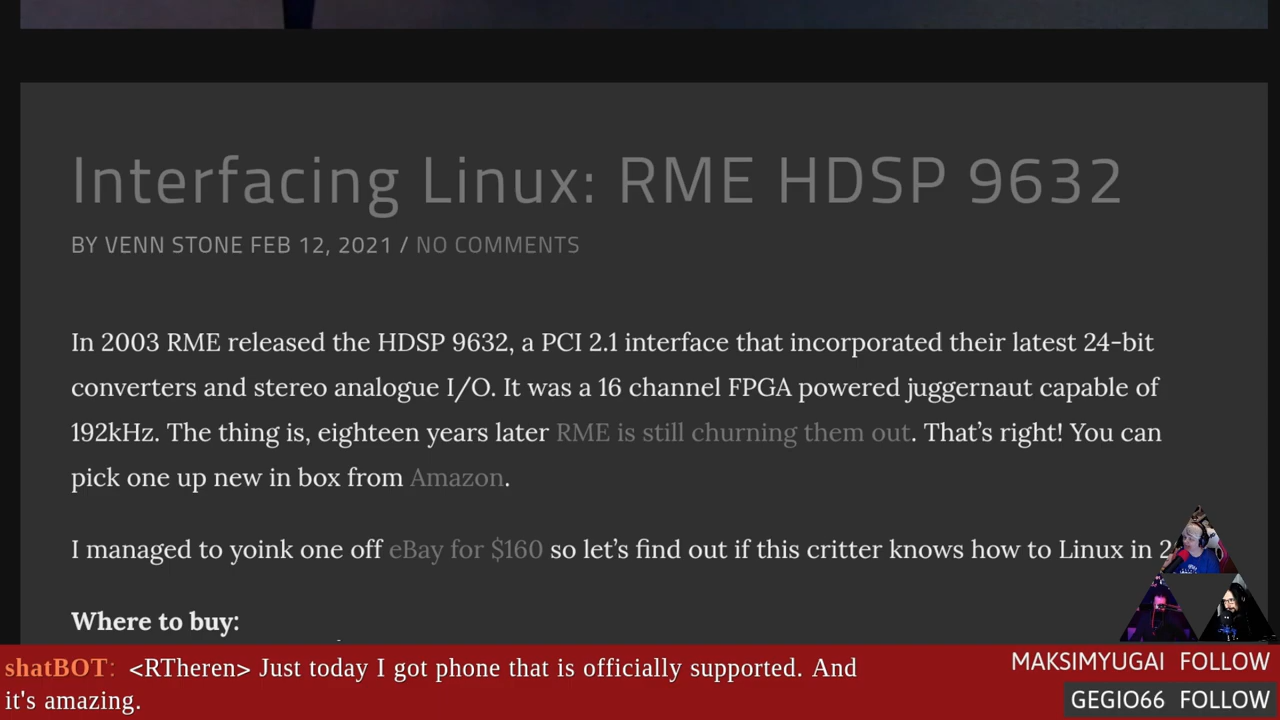 Interfacing Linux: RME HDSP 9632
BY VENN STONE FEB 12, 2021 / NO COMMENTS
In 2003 RME released the HDSP 9632, a PCI 2.1 interface that incorporated their latest 24-bit
converters and stereo analogue I/O. It was a 16 channel FPGA powered juggernaut capable of
192kHz. The thing is, eighteen years later RME is still churning them out. That’s right! You can
pick one up new in box from Amazon.
I managed to yoink one off eBay for $160 so let’s find out if this critter knows how to Linux in 2
Where to buy:
shatBOT: <RTheren> Just today I got phone that is officially supported. And
it's amazing.
MAKSIMYUGAI FOLLOW
GEGIO66 FOLLOW